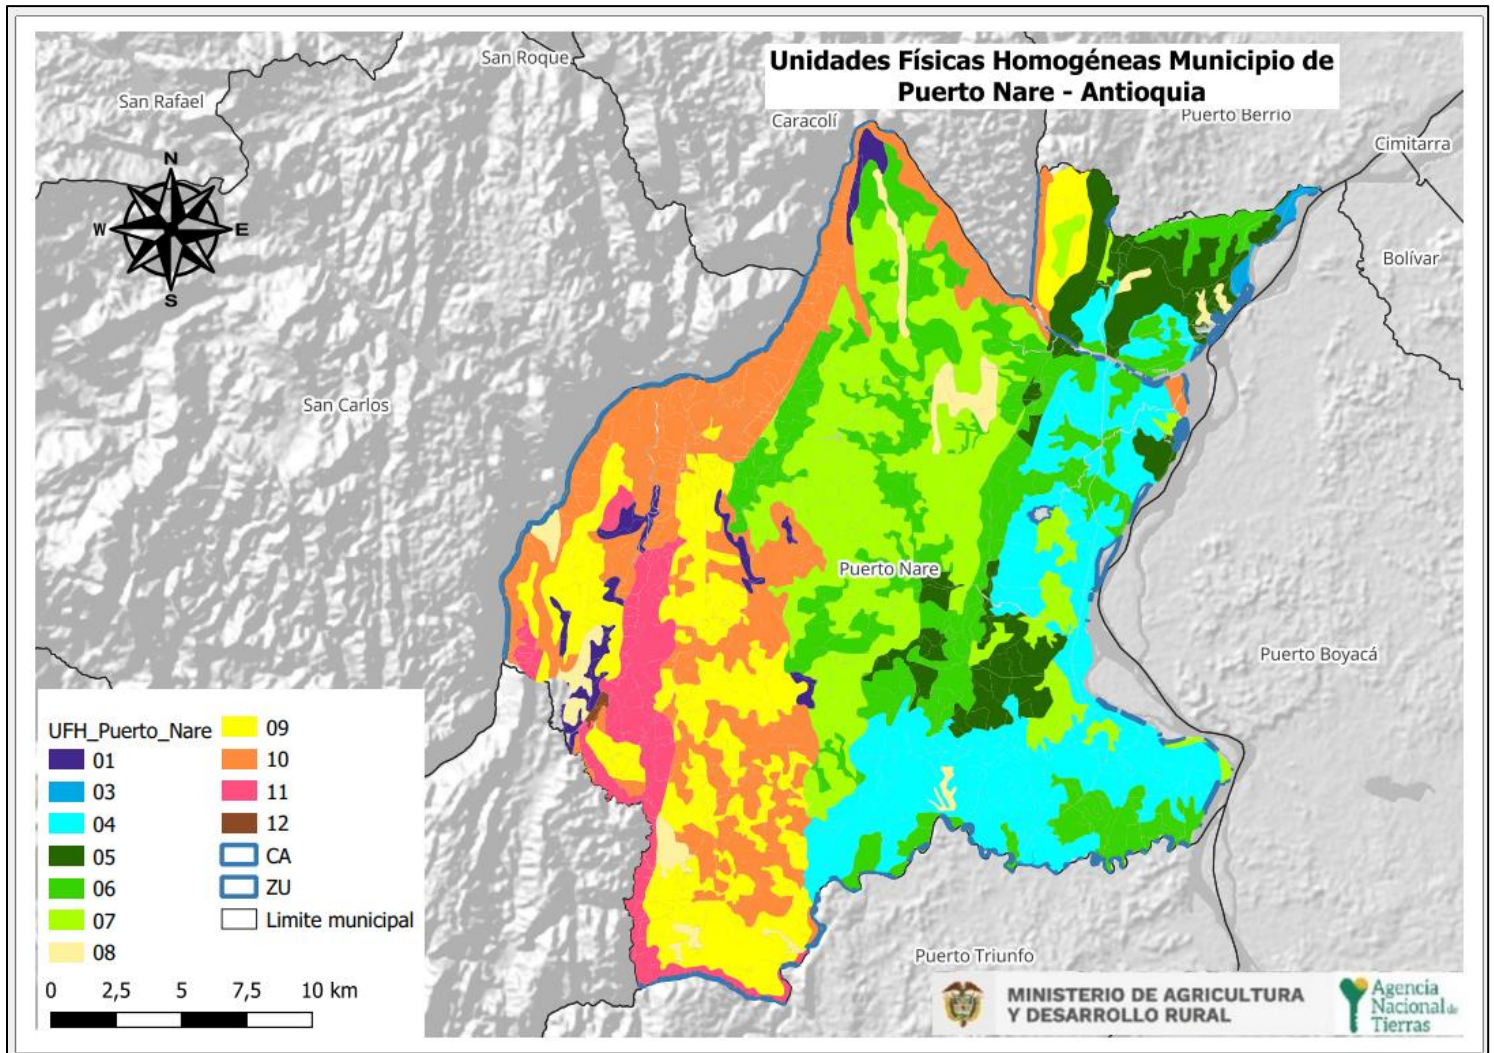 Unidades Físicas Homogéneas Municipio de
Puerto Nare - Antioquia
San Roque
San Rafael
Caracolí
Puerto Berrio
Cimitarra
N
W
E
S
Bolívar
San Carlos
Puerto Nare
Puerto Boyacá
Puerto Triunfo
UFH_Puerto_Nare
01
03
04
05
06
07
08
09
10
11
12
CA
ZU
Limite municipal
0 2,5 5 7,5 10 km
MINISTERIO DE AGRICULTURA
Y DESARROLLO RURAL
Agencia
Nacional de
Tierras